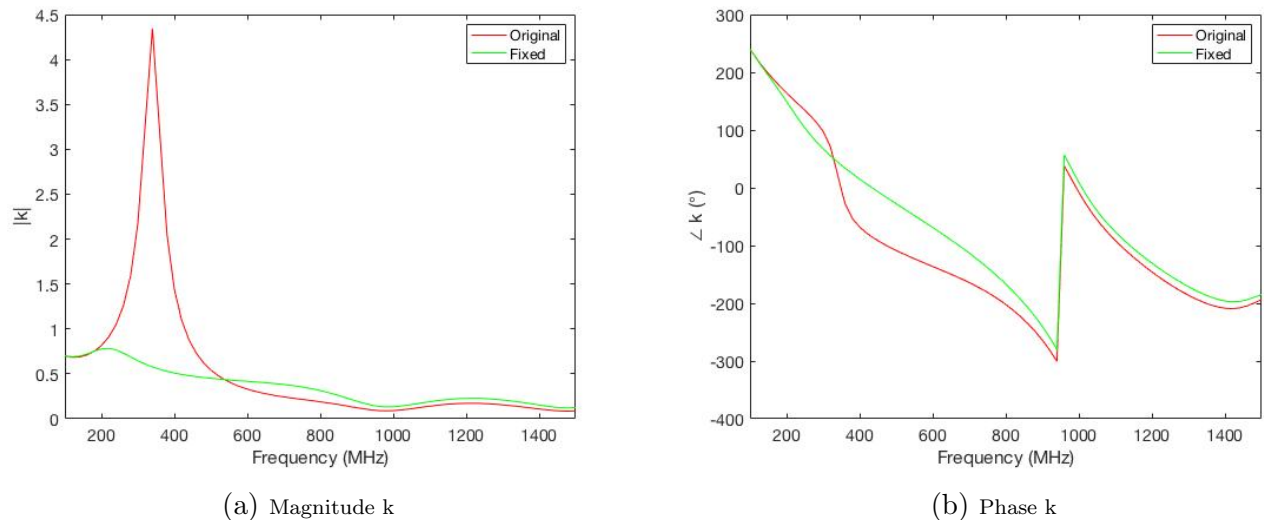 4.5
4
3.5
3
2.5
2
1.5
1
0.5
0
|k|
200 400 600 800 1000 1200 1400
Frequency (MHz)
Original
Fixed
(a) Magnitude k
300
200
100
0
-100
-200
-300
-400
∠ k (°)
200 400 600 800 1000 1200 1400
Frequency (MHz)
Original
Fixed
(b) Phase k